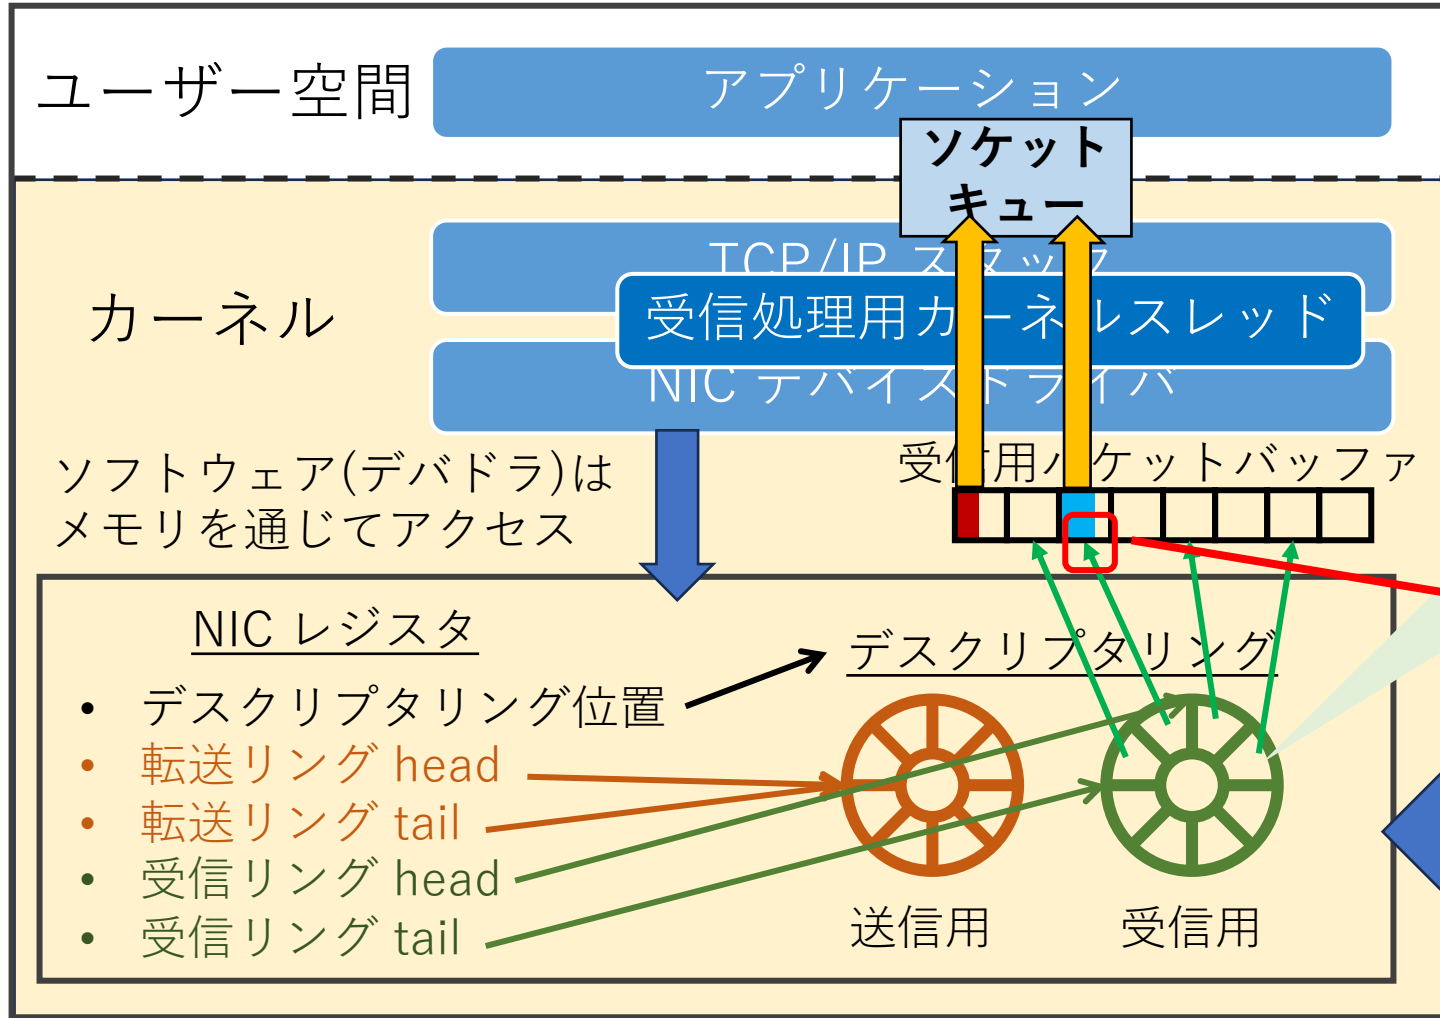 ユーザー空間
アプリケーション
ソケット
キュー
TCP/IP スタック
カーネル
受信処理用カーネルスレッド
NIC デバイスドライバ
ソフトウェア(デバドラ)は
メモリを通じてアクセス
受信用パケットバッファ
NIC レジスタ
• デスクリプタリング位置
• 転送リング head
• 転送リング tail
• 受信リング head
• 受信リング tail
デスクリプタリング
送信用
受信用